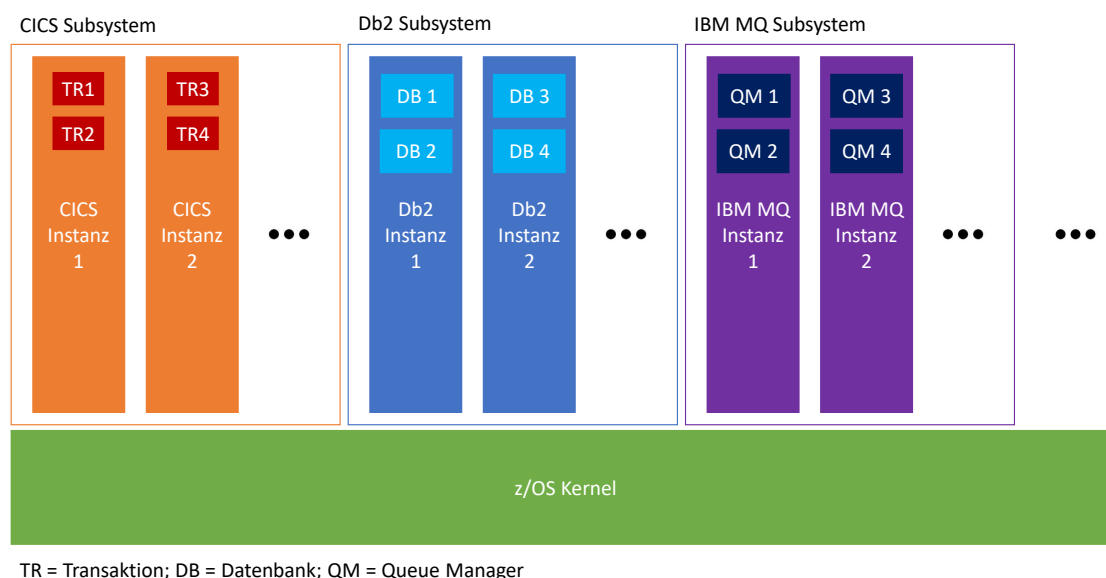 CICS Subsystem
Db2 Subsystem
IBM MQ Subsystem
TR1
TR2
CICS
Instanz
1
TR3
TR4
CICS
Instanz
2
•••
DB 1
DB 2
Db2
Instanz
1
DB 3
DB 4
Db2
Instanz
2
•••
QM 1
QM 2
IBM MQ
Instanz
1
QM 3
QM 4
IBM MQ
Instanz
2
•••
•••
z/OS Kernel
TR = Transaktion; DB = Datenbank; QM = Queue Manager